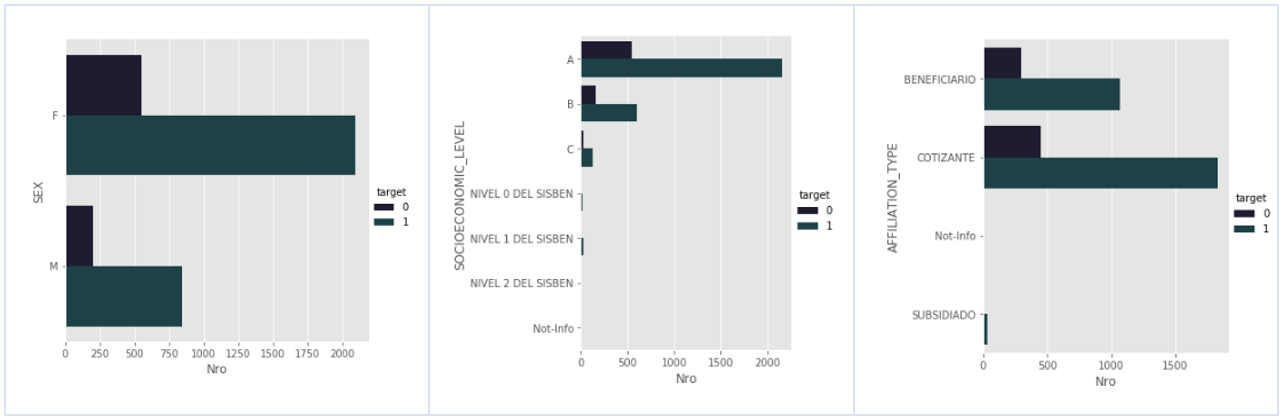 SEX
F
M
0 250 500 750 1000 1250 1500 1750 2000
Nro
target
0
1
SOCIOECONOMIC_LEVEL
A
B
C
NIVEL 0 DEL SISBEN
NIVEL 1 DEL SISBEN
NIVEL 2 DEL SISBEN
Not-Info
0 500 1000 1500 2000
Nro
target
0
1
AFFILIATION_TYPE
BENEFICIARIO
COTIZANTE
Not-Info
SUBSIDIADO
0 500 1000 1500
Nro
target
0
1